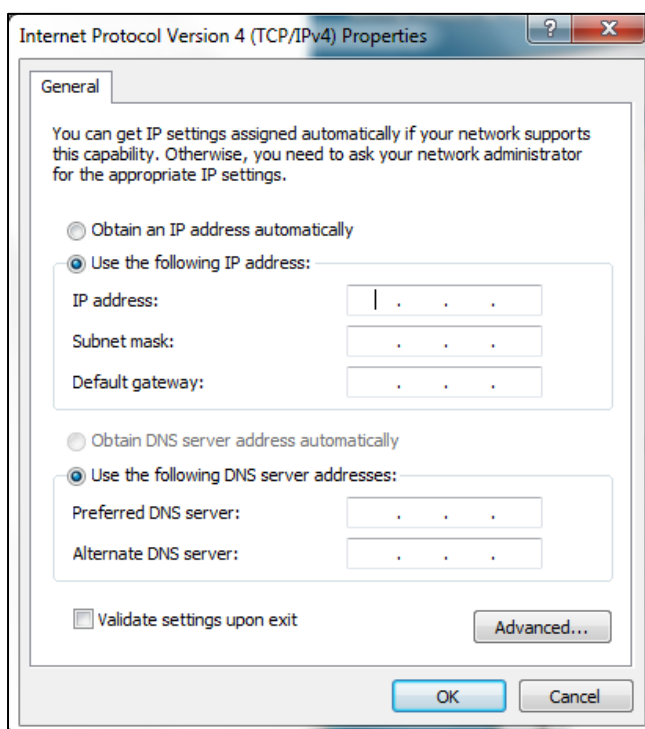 Internet Protocol Version 4 (TCP/IPv4) Properties
? X
General
You can get IP settings assigned automatically if your network supports
this capability. Otherwise, you need to ask your network administrator
for the appropriate IP settings.
Obtain an IP address automatically
Use the following IP address:
IP address: . . .
Subnet mask: . . .
Default gateway: . . .
Obtain DNS server address automatically
Use the following DNS server addresses:
Preferred DNS server: . . .
Alternate DNS server: . . .
Validate settings upon exit
Advanced...
OK Cancel